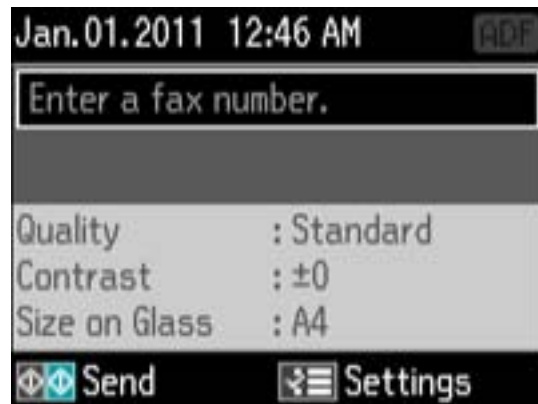 Jan.01.2011 12:46 AM ADF
Enter a fax number.
Quality : Standard
Contrast : ±0
Size on Glass : A4
Send Settings